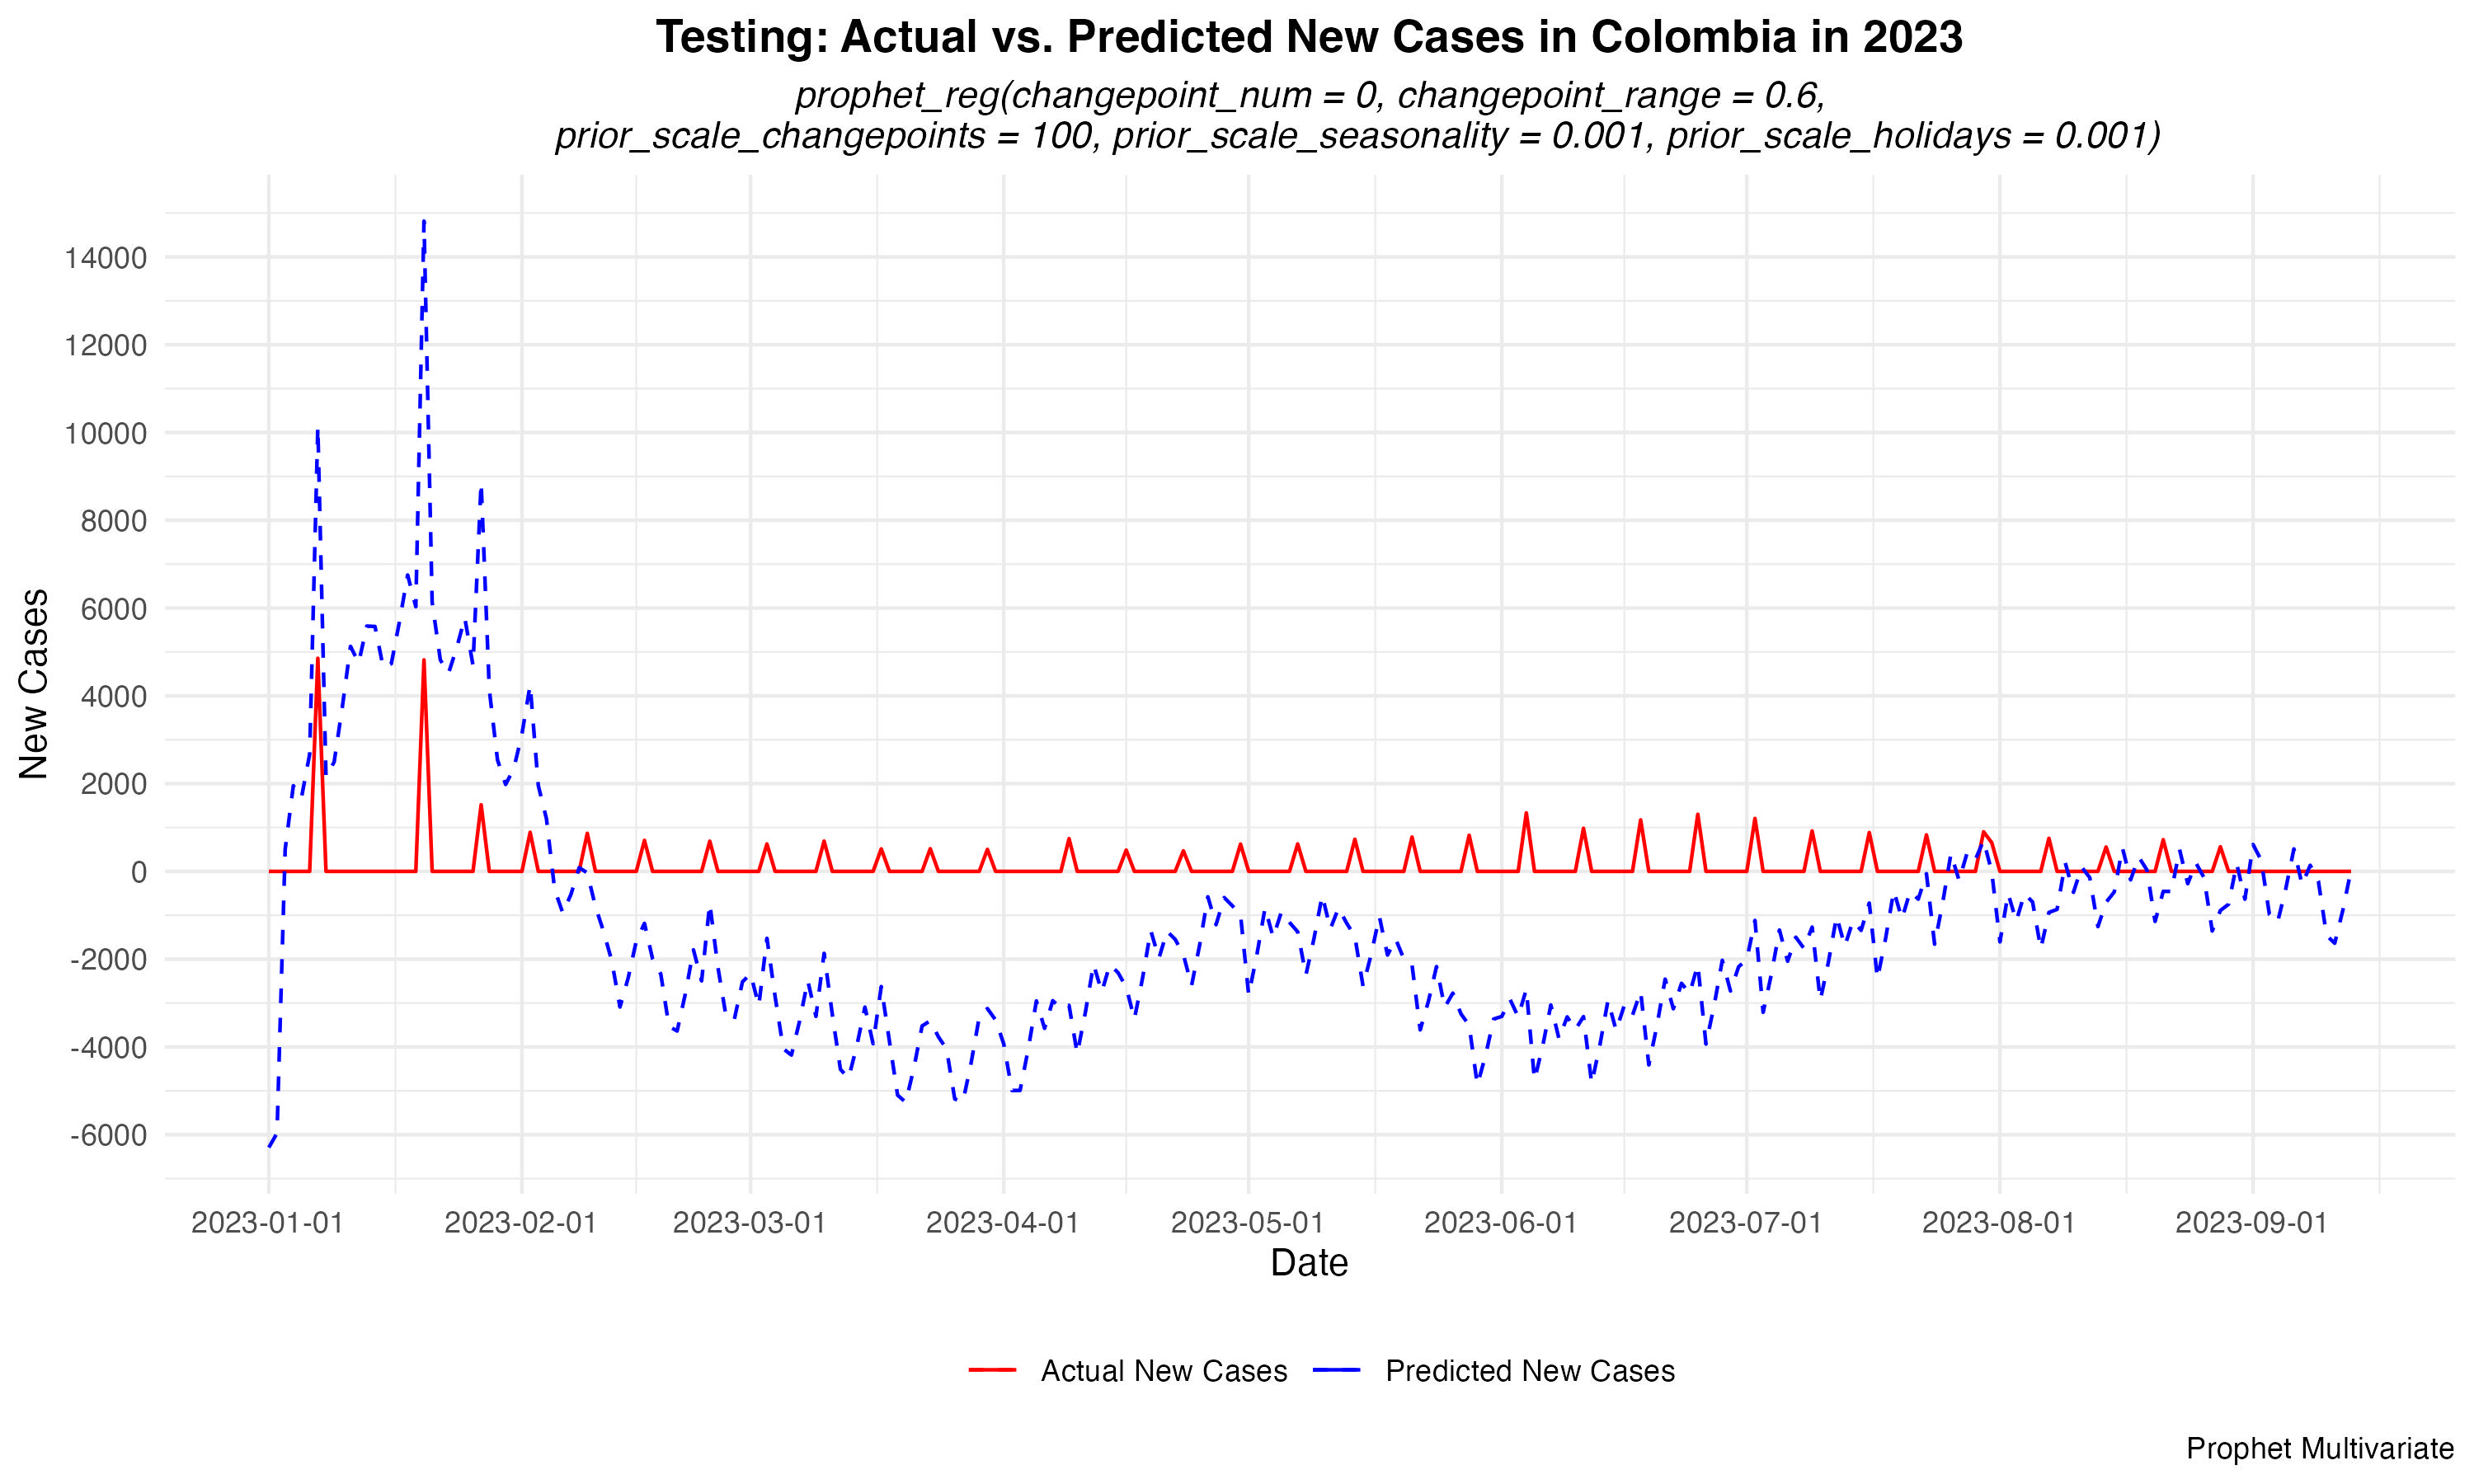 Testing: Actual vs. Predicted New Cases in Colombia in 2023
prophet_reg(changepoint_num = 0, changepoint_range = 0.6,
prior_scale_changepoints = 100, prior_scale_seasonality = 0.001, prior_scale_holidays = 0.001)
New Cases
14000
12000
10000
8000
6000
4000
2000
0
-2000
-4000
-6000
2023-01-01 2023-02-01 2023-03-01 2023-04-01 2023-05-01 2023-06-01 2023-07-01 2023-08-01 2023-09-01
Date
Actual New Cases Predicted New Cases
Prophet Multivariate